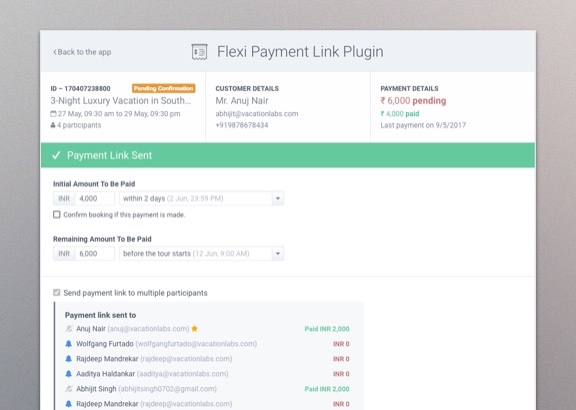 Back to the app
Flexi Payment Link Plugin
ID – 170407238800
Pending Confirmation
3-Night Luxury Vacation in South...
27 May, 09:30 am to 29 May, 09:30 pm
4 participants
CUSTOMER DETAILS
Mr. Anuj Nair
abhijit@vacationlabs.com
+919878678434
PAYMENT DETAILS
₹ 6,000 pending
₹ 4,000 paid
Last payment on 9/5/2017
Payment Link Sent
Initial Amount To Be Paid
INR 4,000 within 2 days (2 Jun, 23:59 PM)
Confirm booking if this payment is made.
Remaining Amount To Be Paid
INR 6,000 before the tour starts (12 Jun, 9:00 AM)
Send payment link to multiple participants
Payment link sent to
Anuj Nair (anuj@vacationlabs.com) Paid INR 2,000
Wolfgang Furtado (wolfgangfurtado@vacationlabs.com) INR 0
Rajdeep Mandrekar (rajdeep@vacationlabs.com) INR 0
Aaditya Haldankar (aaditya@vacationlabs.com) INR 0
Abhijit Singh (abhijitsingh0702@gmail.com) Paid INR 2,000
Rajdeep Mandrekar (rajdeep@vacationlabs.com) INR 0